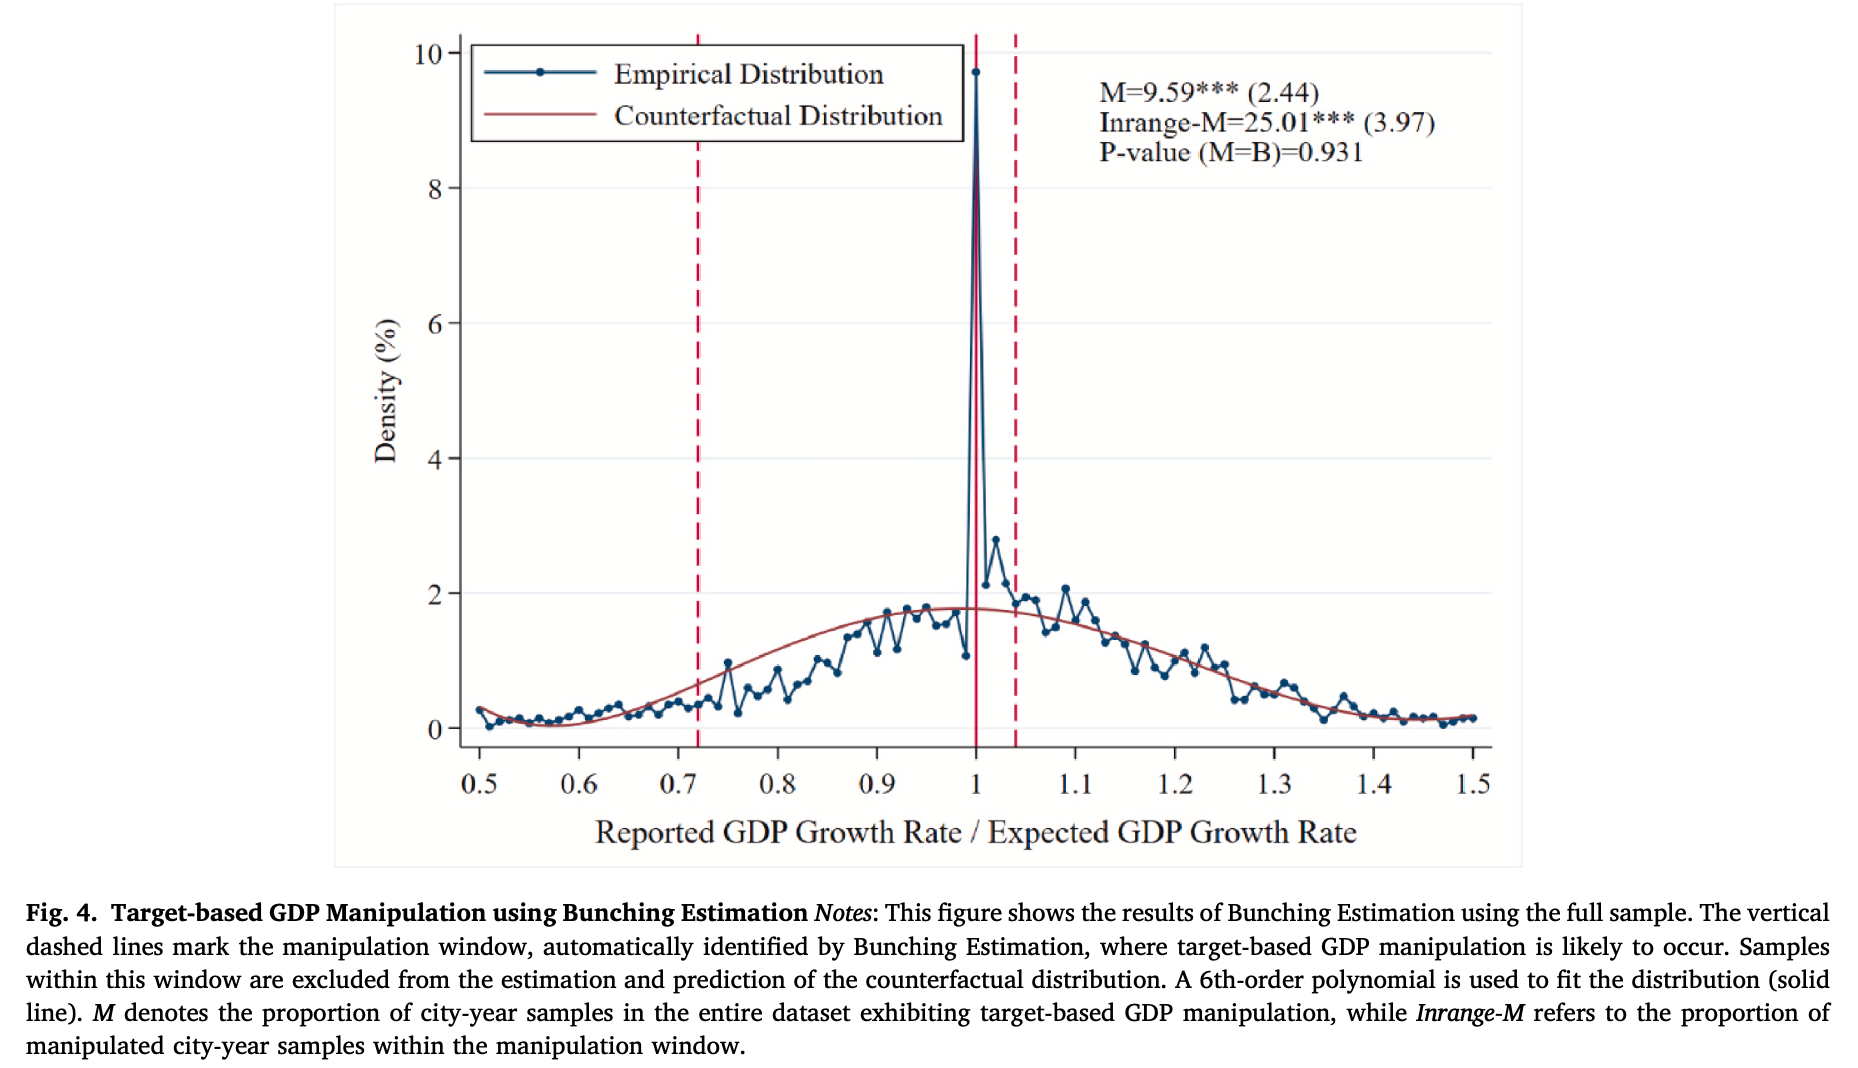 10
8
6
4
2
0
Density (%)
Empirical Distribution
Counterfactual Distribution
M=9.59*** (2.44)
Inrange-M=25.01*** (3.97)
P-value (M=B)=0.931
0.5 0.6 0.7 0.8 0.9 1 1.1 1.2 1.3 1.4 1.5
Reported GDP Growth Rate / Expected GDP Growth Rate
Fig. 4. Target-based GDP Manipulation using Bunching Estimation Notes: This figure shows the results of Bunching Estimation using the full sample. The vertical
dashed lines mark the manipulation window, automatically identified by Bunching Estimation, where target-based GDP manipulation is likely to occur. Samples
within this window are excluded from the estimation and prediction of the counterfactual distribution. A 6th-order polynomial is used to fit the distribution (solid
line). M denotes the proportion of city-year samples in the entire dataset exhibiting target-based GDP manipulation, while Inrange-M refers to the proportion of
manipulated city-year samples within the manipulation window.